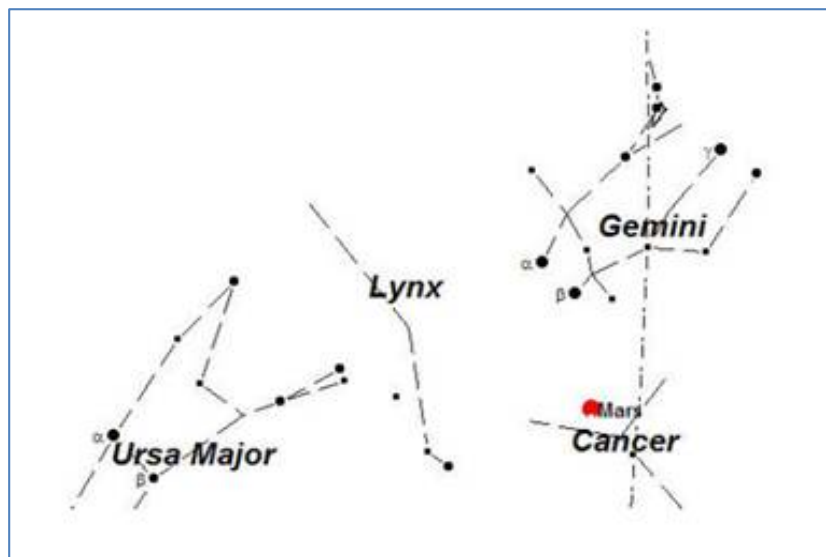 γ
Gemini
α
β
Lynx
Mars
α
Cancer
Ursa Major
β